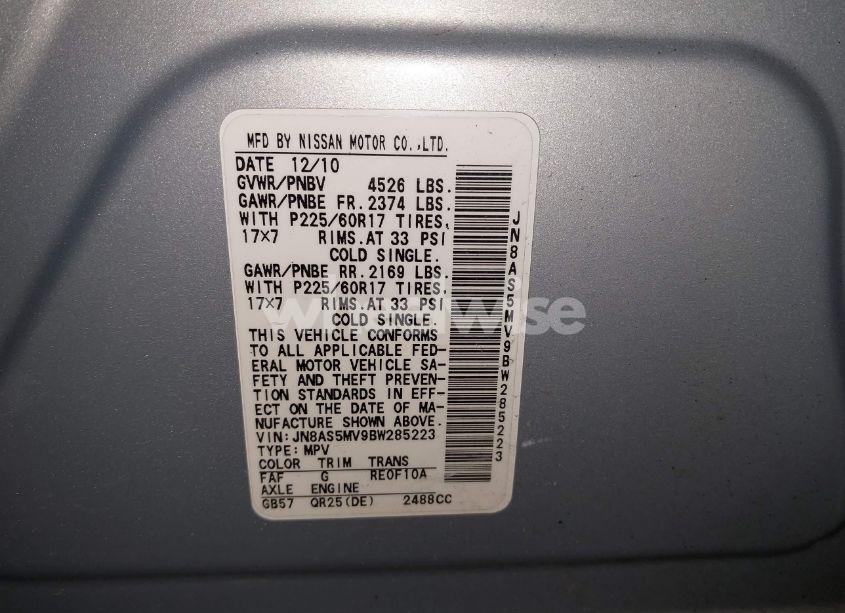 MFD BY NISSAN MOTOR CO.,LTD.
DATE 12/10
GVWR/PNBV 4526 LBS.
GAWR/PNBE FR.2374 LBS.
WITH P225/60R17 TIRES,
17×7 RIMS.AT 33 PSI
COLD SINGLE.
GAWR/PNBE RR.2169 LBS.
WITH P225/60R17 TIRES,
17×7 RIMS.AT 33 PSI
COLD SINGLE.
THIS VEHICLE CONFORMS
TO ALL APPLICABLE FED-
ERAL MOTOR VEHICLE SA-
FETY AND THEFT PREVEN-
TION STANDARDS IN EFF-
ECT ON THE DATE OF MA-
NUFACTURE SHOWN ABOVE.
VIN:JN8AS5MV9BW285223
TYPE:MPV
COLOR TRIM TRANS
FAF G RE0F10A
AXLE ENGINE
GB57 QR25(DE) 2488CC
JN8AS5MV9BW285223